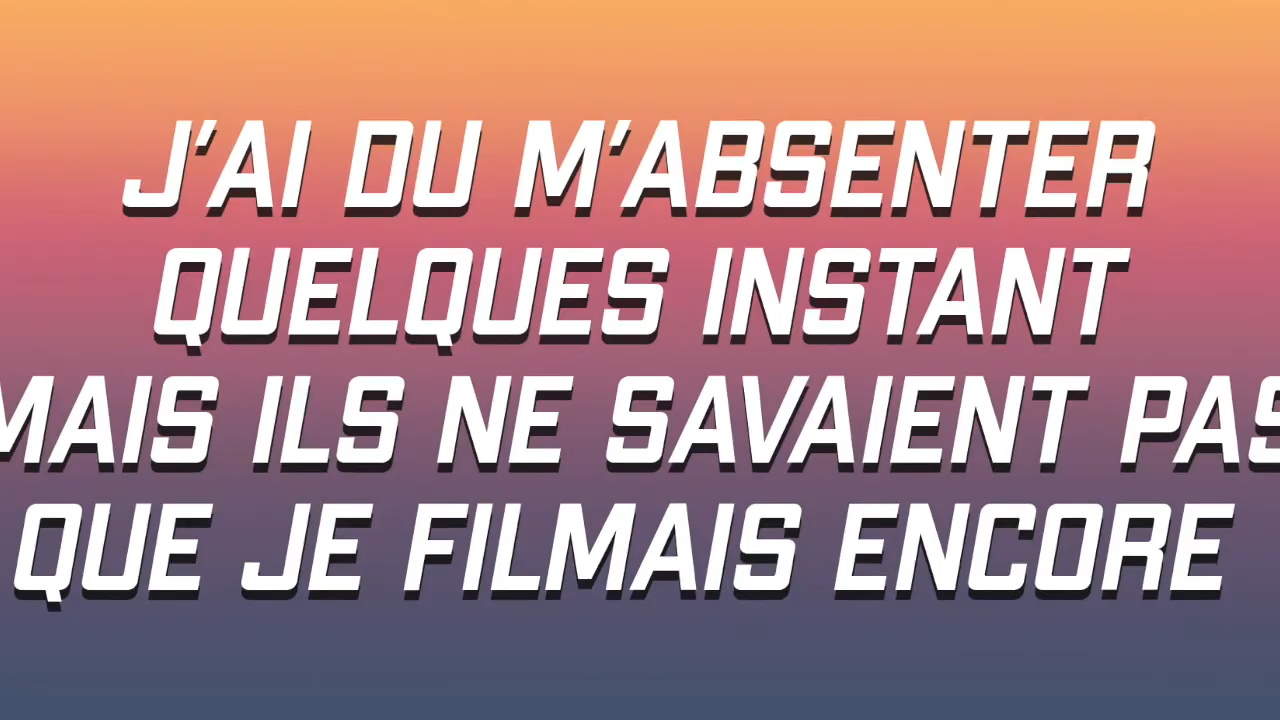 J'AI DU M'ABSENTER
QUELQUES INSTANT
MAIS ILS NE SAVAIENT PAS
QUE JE FILMAIS ENCORE